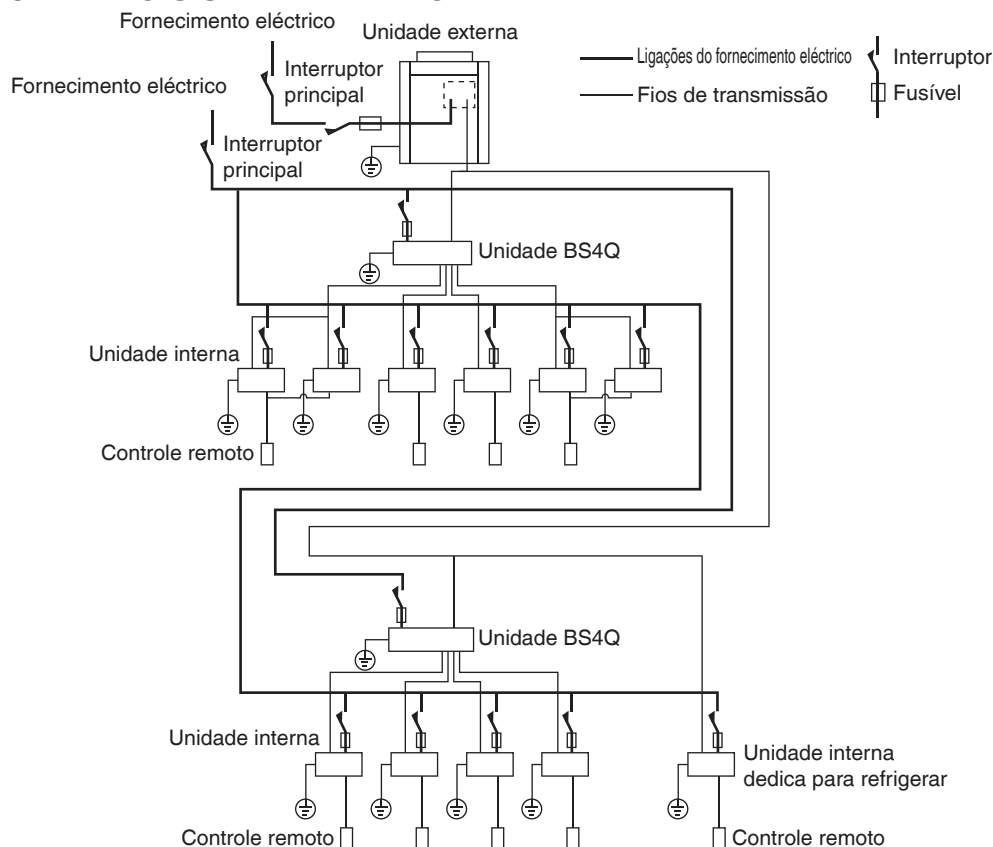 Fornecimento eléctrico
Unidade externa
Interruptor
principal
Fornecimento eléctrico
Interruptor
principal
Ligações do fornecimento eléctrico
Interruptor
Fios de transmissão
Fusível
Unidade BS4Q
Unidade interna
Controle remoto
Unidade BS4Q
Unidade interna
Unidade interna
dedica para refrigerar
Controle remoto
Controle remoto